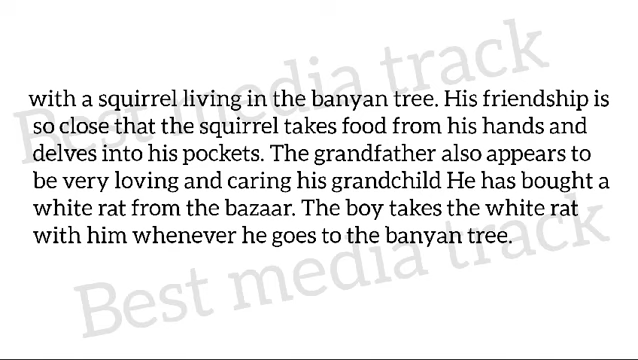 with a squirrel living in the banyan tree. His friendship is
so close that the squirrel takes food from his hands and
delves into his pockets. The grandfather also appears to
be very loving and caring his grandchild He has bought a
white rat from the bazaar. The boy takes the white rat
with him whenever he goes to the banyan tree.
Best media track
Best media track